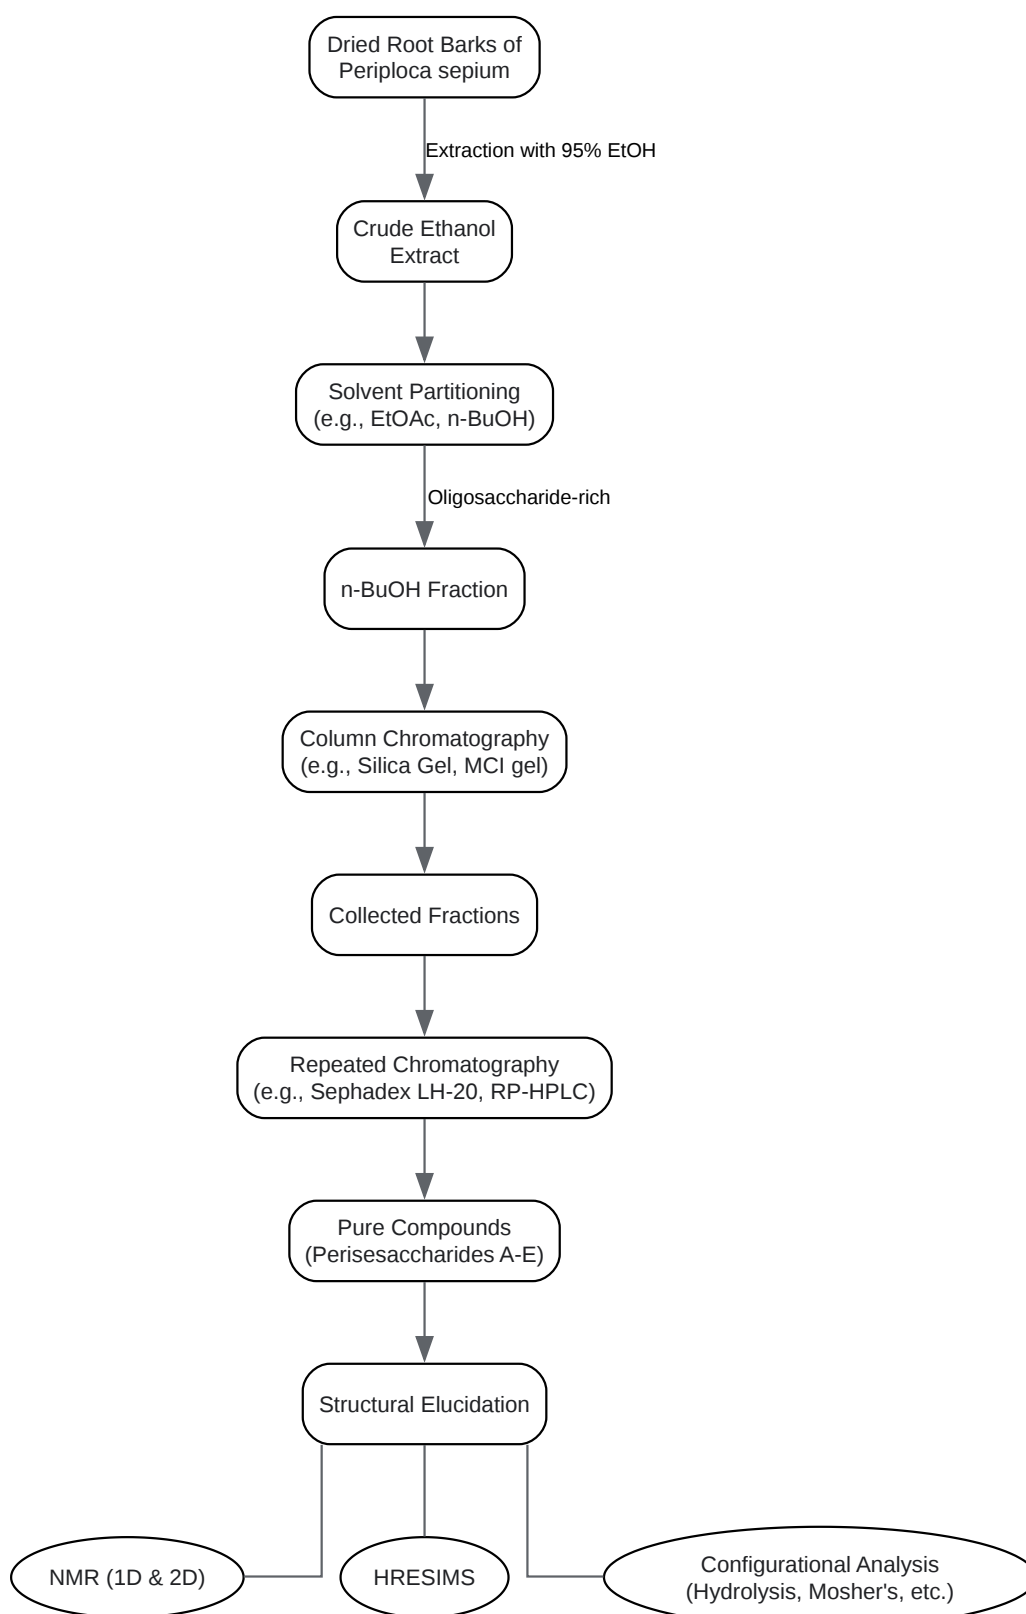 Dried Root Barks of
Periploca sepium
Extraction with 95% EtOH
Crude Ethanol
Extract
Solvent Partitioning
(e.g., EtOAc, n-BuOH)
Oligosaccharide-rich
n-BuOH Fraction
Column Chromatography
(e.g., Silica Gel, MCI gel)
Collected Fractions
Repeated Chromatography
(e.g., Sephadex LH-20, RP-HPLC)
Pure Compounds
(Perisesaccharides A-E)
Structural Elucidation
NMR (1D & 2D)
HRESIMS
Configurational Analysis
(Hydrolysis, Mosher's, etc.)